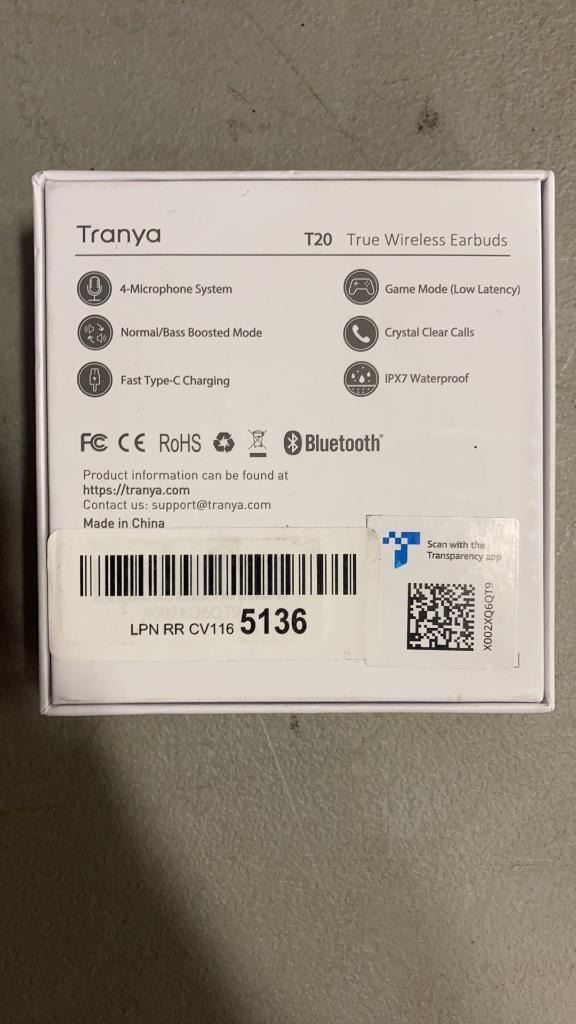 Tranya
T20 True Wireless Earbuds
4-Microphone System
Game Mode (Low Latency)
Normal/Bass Boosted Mode
Crystal Clear Calls
Fast Type-C Charging
IPX7 Waterproof
FC CE RoHS Bluetooth®
Product information can be found at
https://tranya.com
Contact us: support@tranya.com
Made in China
Scan with the
Transparency app
X002XQ6QT9
X002XQ6QT9
LPN RR CV116 5136